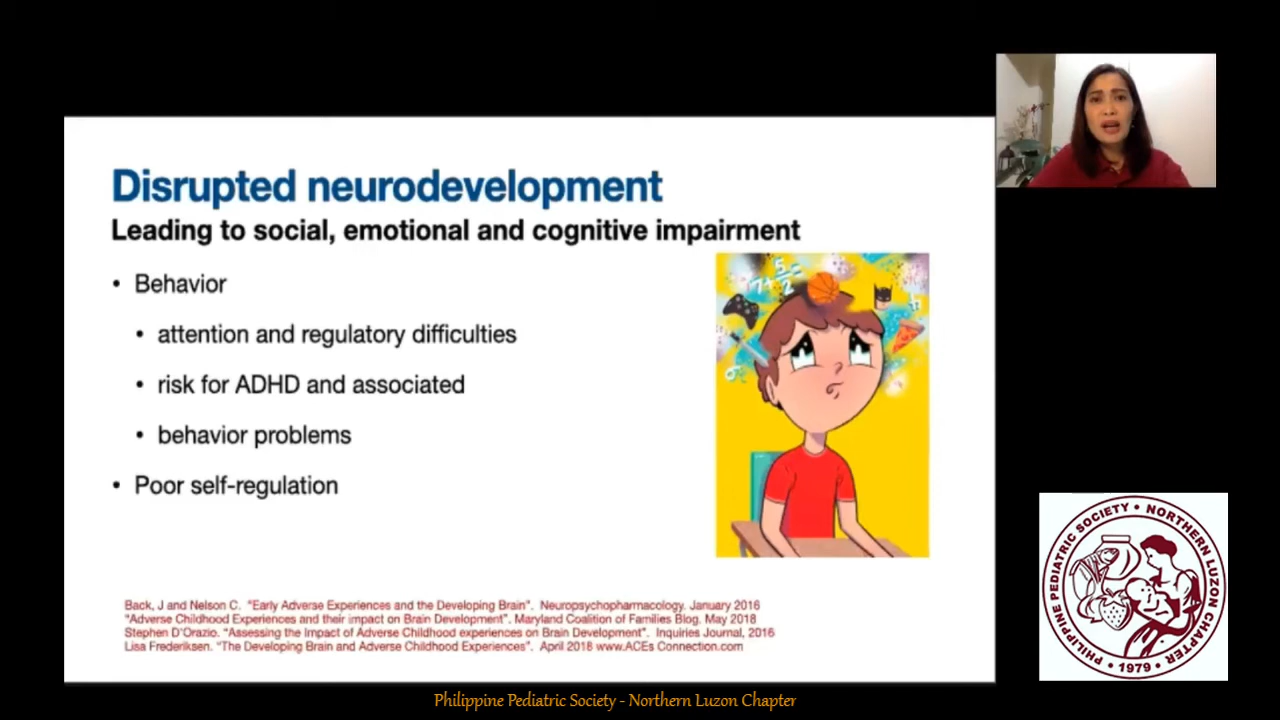 Disrupted neurodevelopment
Leading to social, emotional and cognitive impairment
• Behavior
• attention and regulatory difficulties
• risk for ADHD and associated
• behavior problems
• Poor self-regulation
7+5/2=
Back, J and Nelson C. "Early Adverse Experiences and the Developing Brain". Neuropsychopharmacology. January 2016
"Adverse Childhood Experiences and their impact on Brain Development". Maryland Coalition of Families Blog. May 2018
Stephen D'Orazio. "Assessing the Impact of Adverse Childhood experiences on Brain Development". Inquiries Journal, 2016
Lisa Frederiksen. "The Developing Brain and Adverse Childhood Experiences". April 2018 www.ACEs Connection.com
PHILIPPINE PEDIATRIC SOCIETY • NORTHERN LUZON CHAPTER
• 1979 •
Philippine Pediatric Society - Northern Luzon Chapter